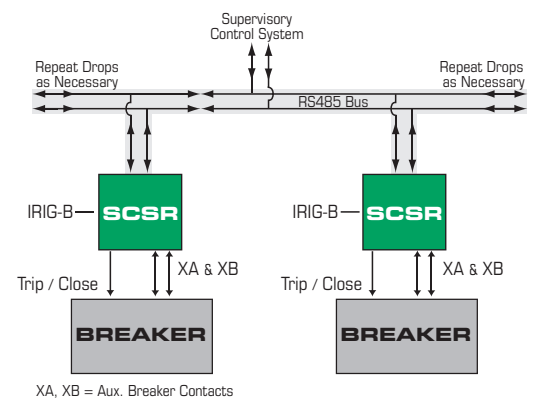 Supervisory
Control System
Repeat Drops
as Necessary
Repeat Drops
as Necessary
RS485 Bus
IRIG-B
SCSR
IRIG-B
SCSR
Trip / Close
XA & XB
Trip / Close
XA & XB
BREAKER
BREAKER
XA, XB = Aux. Breaker Contacts